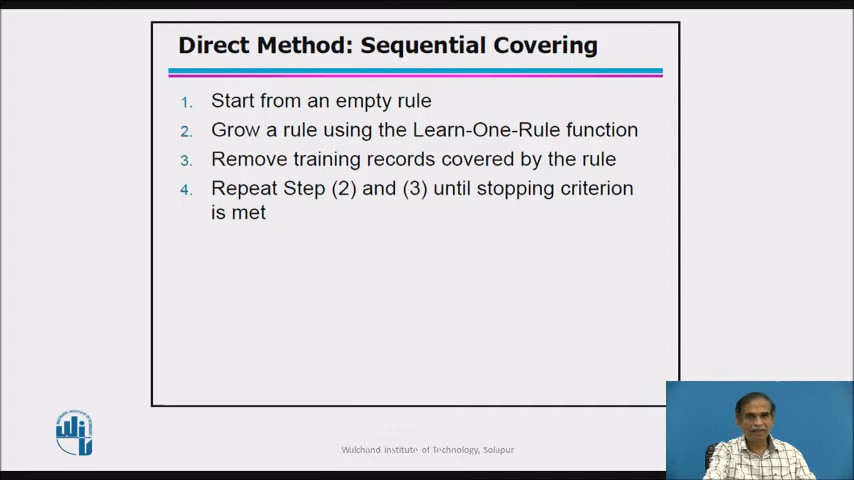 Direct Method: Sequential Covering
1. Start from an empty rule
2. Grow a rule using the Learn-One-Rule function
3. Remove training records covered by the rule
4. Repeat Step (2) and (3) until stopping criterion
is met
Walchand Institute of Technology, Solapur